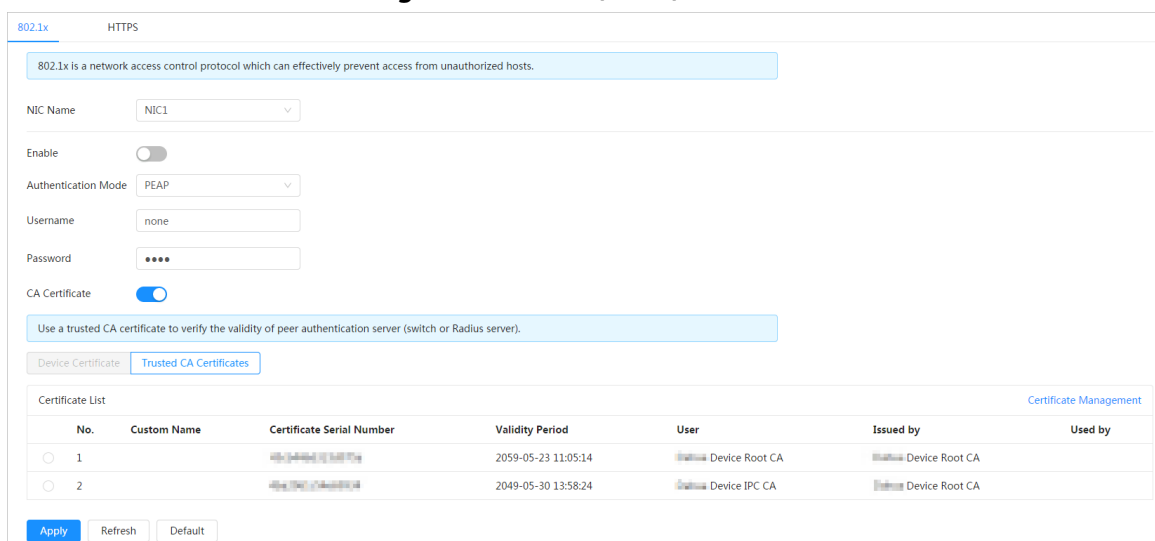 802.1x HTTPS
802.1x is a network access control protocol which can effectively prevent access from unauthorized hosts.
NIC Name NIC1
Enable
Authentication Mode PEAP
Username none
Password ••••
CA Certificate
Use a trusted CA certificate to verify the validity of peer authentication server (switch or Radius server).
Device Certificate Trusted CA Certificates
Certificate List Certificate Management
No. Custom Name Certificate Serial Number Validity Period User Issued by Used by
1 2059-05-23 11:05:14 Device Root CA Device Root CA
2 2049-05-30 13:58:24 Device IPC CA Device Root CA
Apply Refresh Default